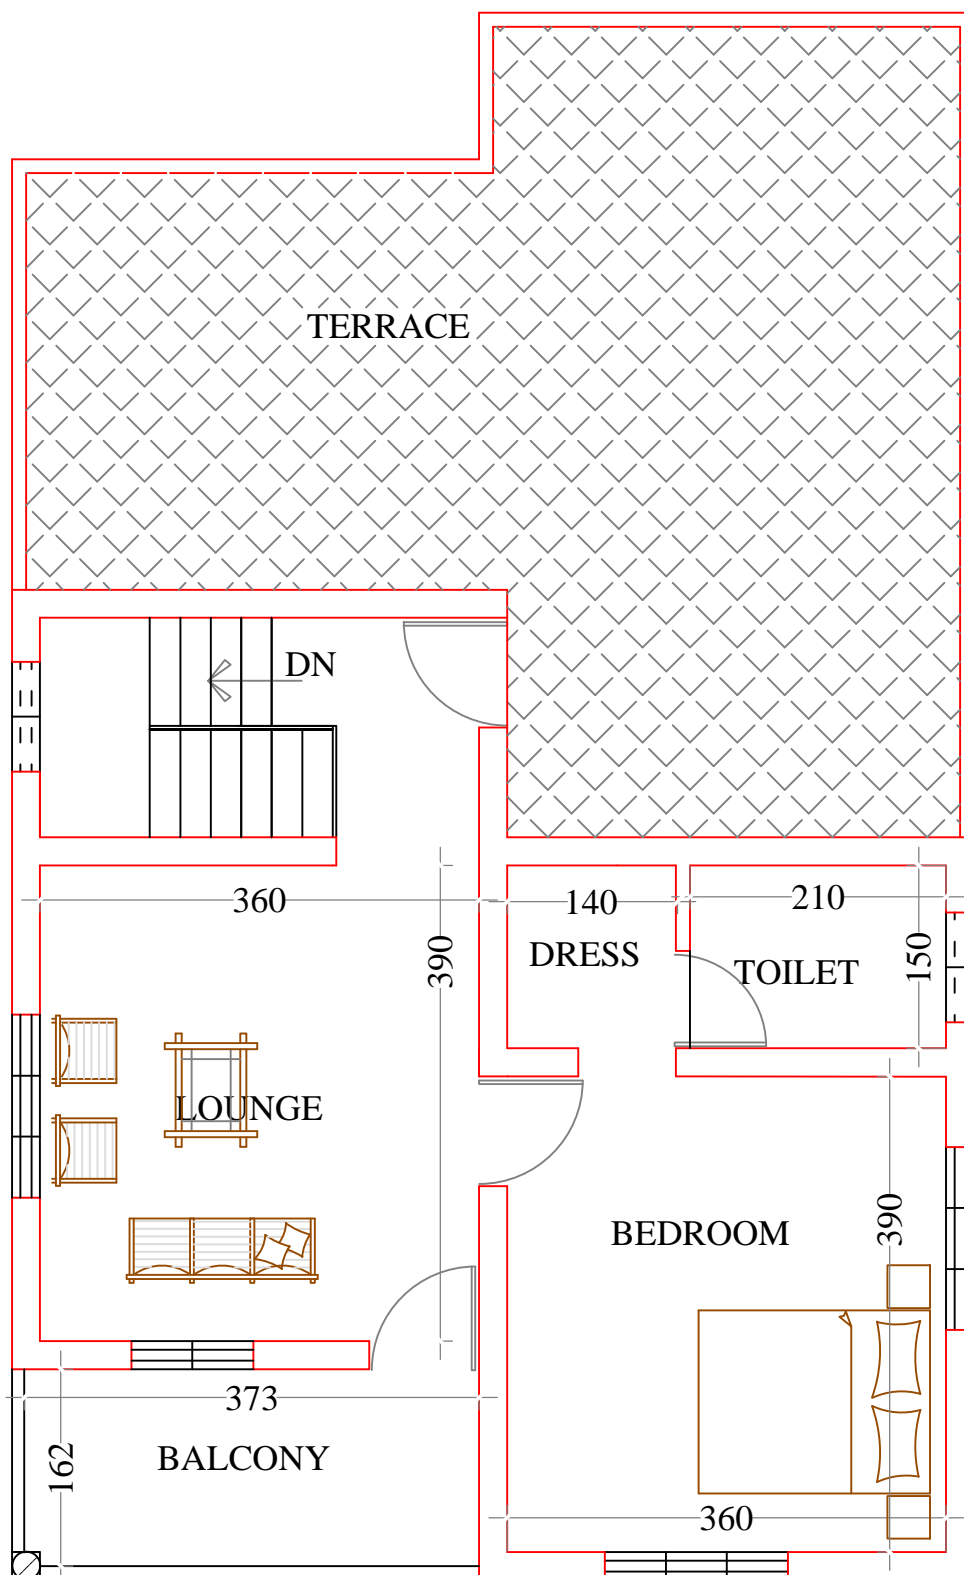 TERRACE
DN
360
140
210
390
DRESS
TOILET
150
LOUNGE
BEDROOM
390
373
BALCONY
162
360